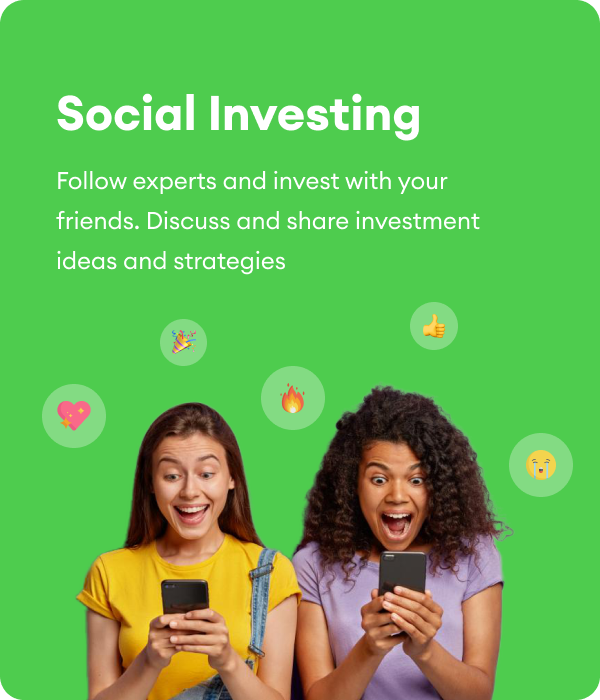 Social Investing
Follow experts and invest with your
friends. Discuss and share investment
ideas and strategies